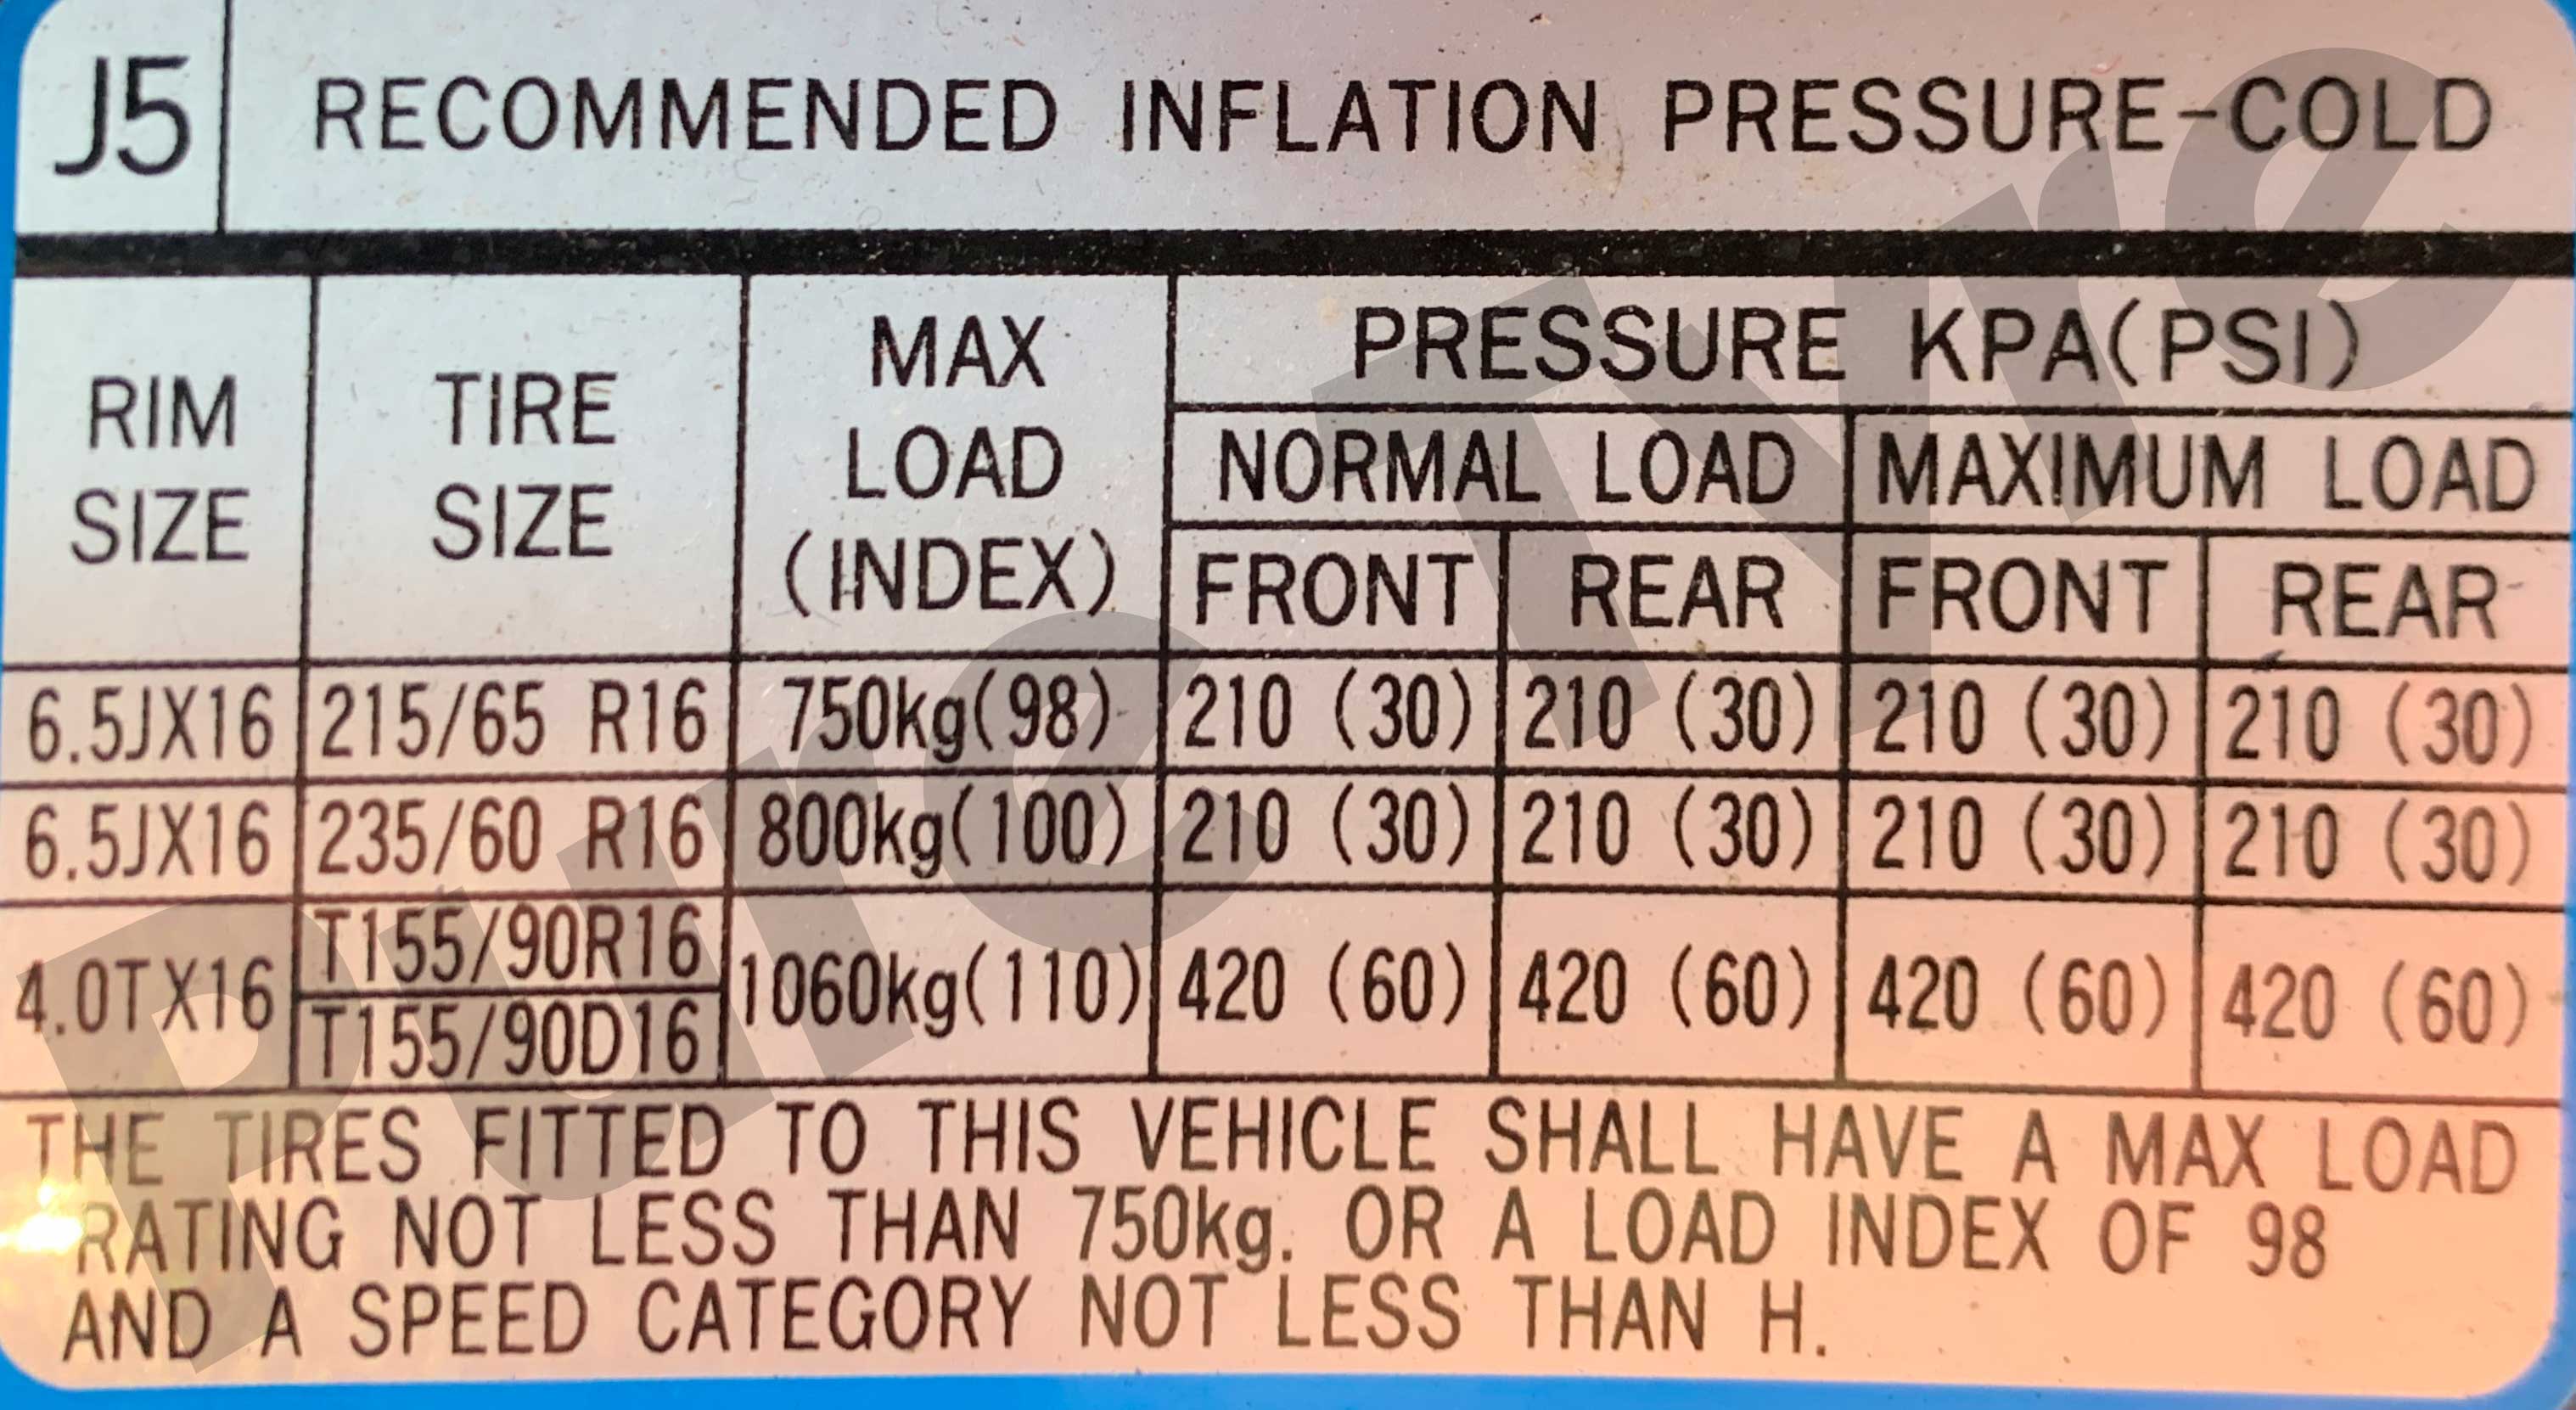 J5 RECOMMENDED INFLATION PRESSURE-COLD
RIM SIZE TIRE SIZE MAX LOAD (INDEX) PRESSURE KPA(PSI)
NORMAL LOAD MAXIMUM LOAD
FRONT REAR FRONT REAR
6.5JX16 215/65 R16 750kg(98) 210 (30) 210 (30) 210 (30) 210 (30)
6.5JX16 235/60 R16 800kg(100) 210 (30) 210 (30) 210 (30) 210 (30)
4.0TX16 T155/90R16 1060kg(110) 420 (60) 420 (60) 420 (60) 420 (60)
T155/90D16
THE TIRES FITTED TO THIS VEHICLE SHALL HAVE A MAX LOAD
RATING NOT LESS THAN 750kg. OR A LOAD INDEX OF 98
AND A SPEED CATEGORY NOT LESS THAN H.
Pure Tyre